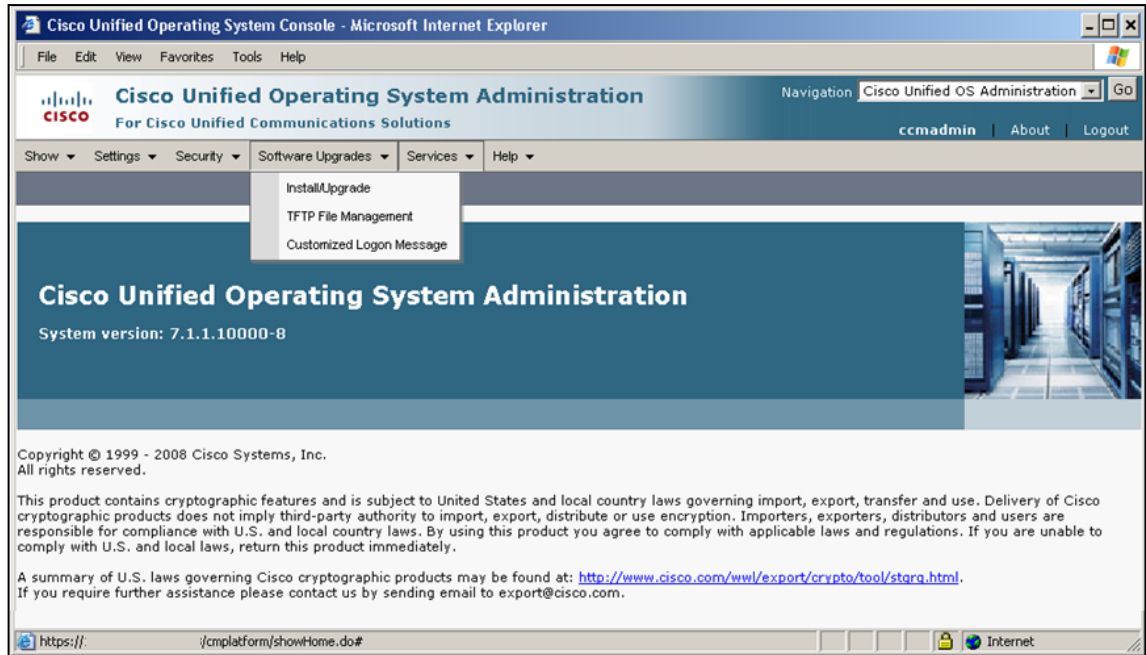 Cisco Unified Operating System Console - Microsoft Internet Explorer
File Edit View Favorites Tools Help
CISCO
Cisco Unified Operating System Administration
For Cisco Unified Communications Solutions
Navigation Cisco Unified OS Administration Go
ccmadmin | About | Logout
Show Settings Security Software Upgrades Services Help
Install/Upgrade
TFTP File Management
Customized Logon Message
Cisco Unified Operating System Administration
System version: 7.1.1.10000-8
Copyright © 1999 - 2008 Cisco Systems, Inc.
All rights reserved.
This product contains cryptographic features and is subject to United States and local country laws governing import, export, transfer and use. Delivery of Cisco
cryptographic products does not imply third-party authority to import, export, distribute or use encryption. Importers, exporters, distributors and users are
responsible for compliance with U.S. and local country laws. By using this product you agree to comply with applicable laws and regulations. If you are unable to
comply with U.S. and local laws, return this product immediately.
A summary of U.S. laws governing Cisco cryptographic products may be found at: http://www.cisco.com/wwl/export/crypto/tool/stqrg.html.
If you require further assistance please contact us by sending email to export@cisco.com.
https:// /cmplatform/showHome.do# Internet